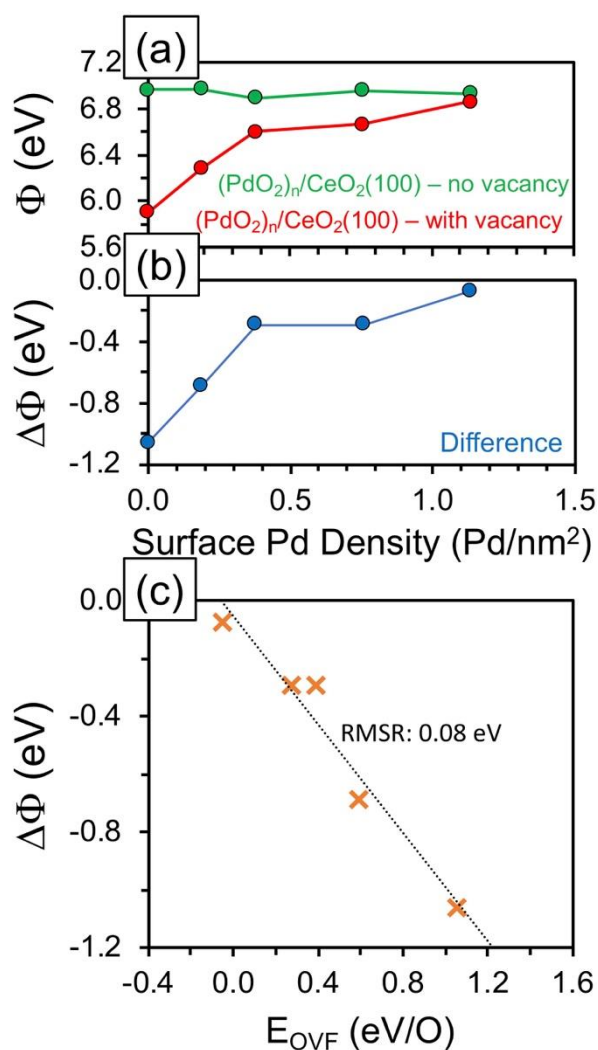 (a)
7.2
6.8
6.4
6.0
5.6
Φ (eV)
(PdO₂)ₙ/CeO₂(100) – no vacancy
(PdO₂)ₙ/CeO₂(100) – with vacancy
(b)
0.0
-0.4
-0.8
-1.2
ΔΦ (eV)
Difference
0.0 0.5 1.0 1.5
Surface Pd Density (Pd/nm²)
(c)
0.0
-0.4
-0.8
-1.2
ΔΦ (eV)
RMSR: 0.08 eV
-0.4 0.0 0.4 0.8 1.2 1.6
E_OVF (eV/O)